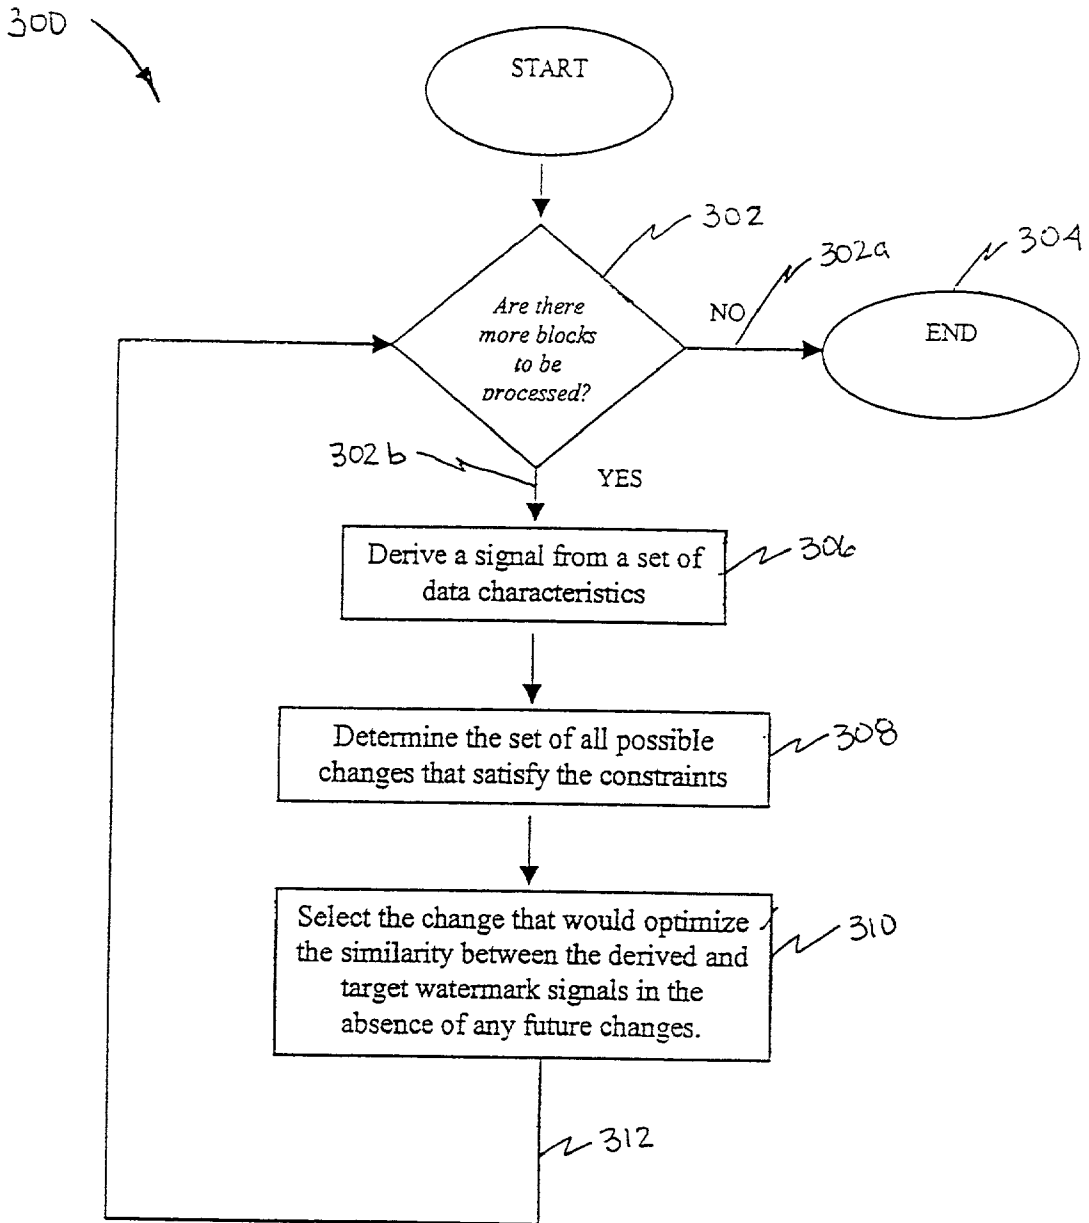 300
START
302
302a
304
Are there
more blocks
to be
processed?
NO
END
302b
YES
Derive a signal from a set of
data characteristics
306
Determine the set of all possible
changes that satisfy the constraints
308
Select the change that would optimize
the similarity between the derived and
target watermark signals in the
absence of any future changes.
310
312